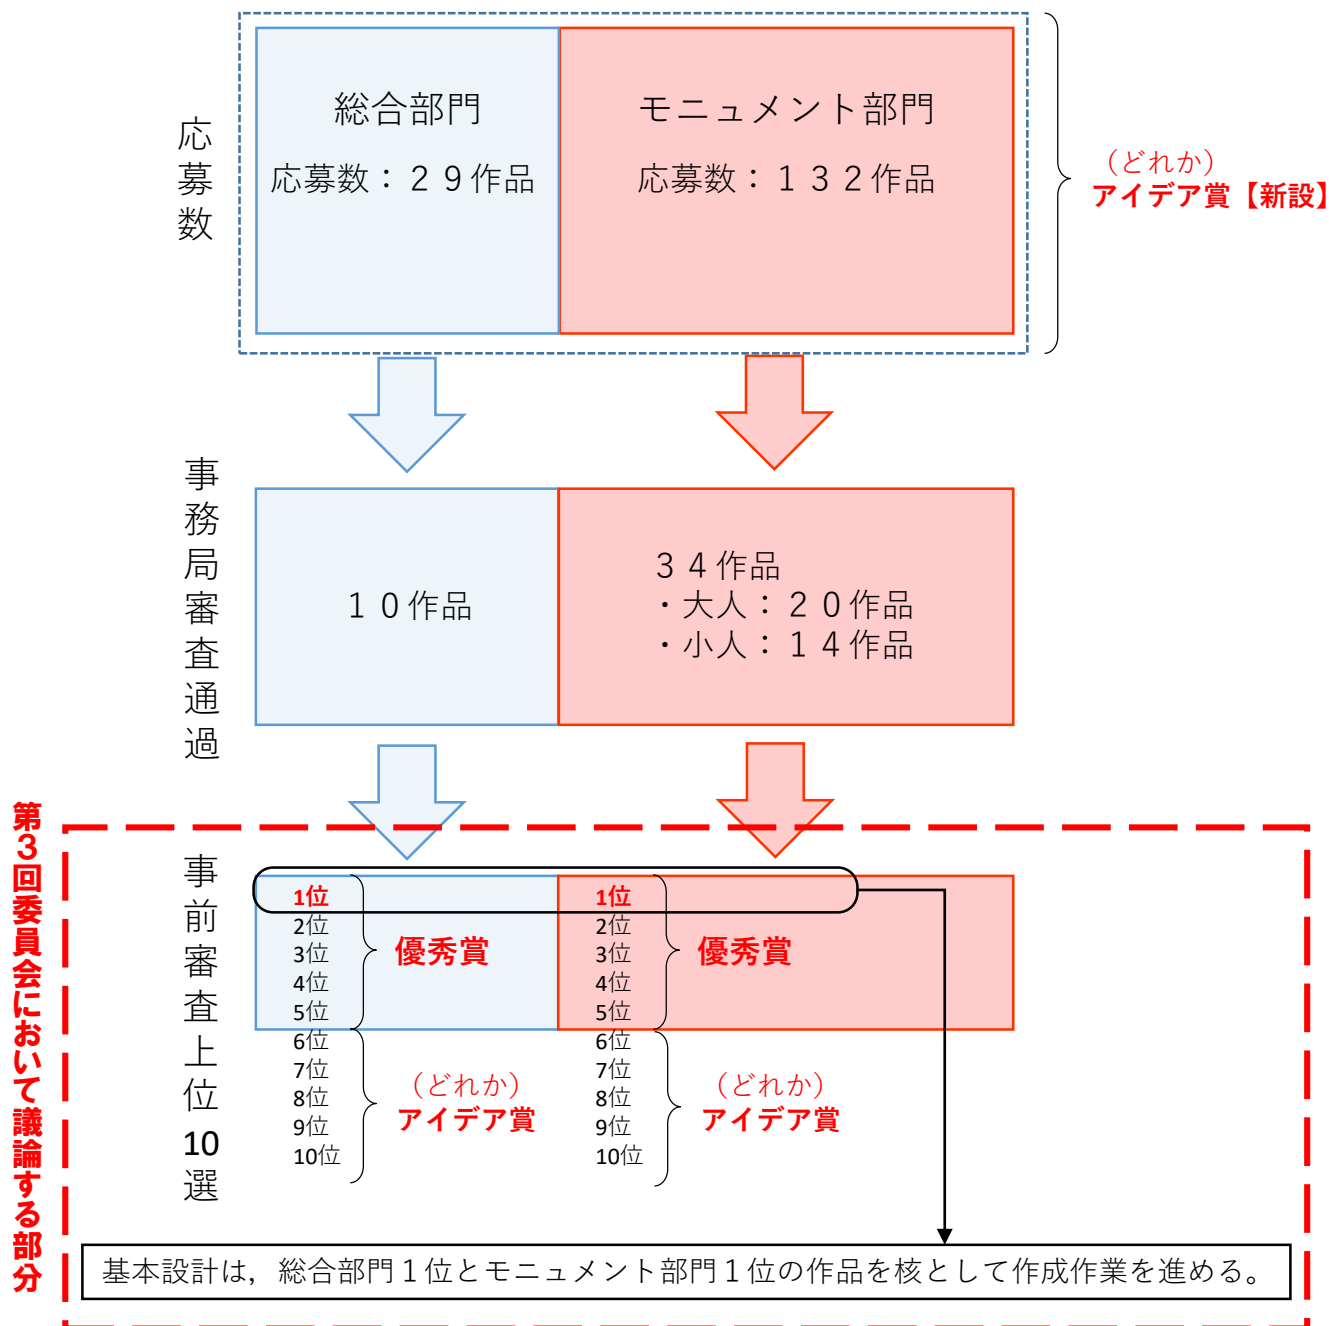 応募数
総合部門
応募数：２９作品
モニュメント部門
応募数：１３２作品
（どれか）
アイデア賞【新設】
事務局審査通過
１０作品
３４作品
・大人：２０作品
・小人：１４作品
第３回委員会において議論する部分
事前審査上位10選
1位
2位
3位
4位
5位
6位
7位
8位
9位
10位
優秀賞
（どれか）
アイデア賞
1位
2位
3位
4位
5位
6位
7位
8位
9位
10位
優秀賞
（どれか）
アイデア賞
基本設計は，総合部門１位とモニュメント部門１位の作品を核として作成作業を進める。